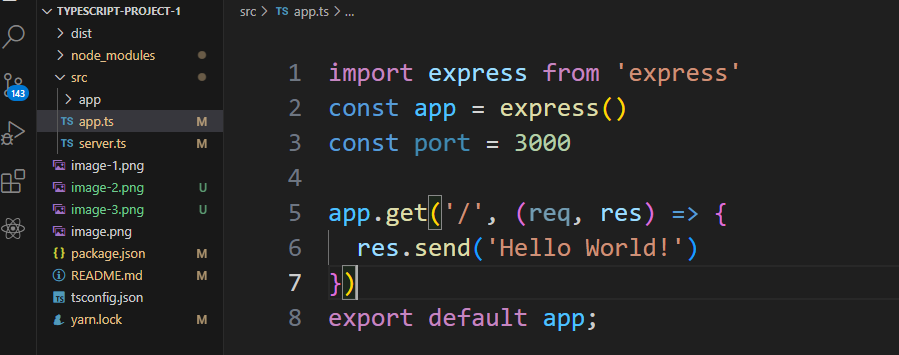 TYPESCRIPT-PROJECT-1
dist
node_modules
src
app
TS app.ts M
TS server.ts M
image-1.png
image-2.png U
image-3.png U
image.png
{} package.json M
README.md M
TS tsconfig.json
yarn.lock M
143
src > TS app.ts > ...
1 import express from 'express'
2 const app = express()
3 const port = 3000
4
5 app.get('/', (req, res) => {
6 res.send('Hello World!')
7 })
8 export default app;